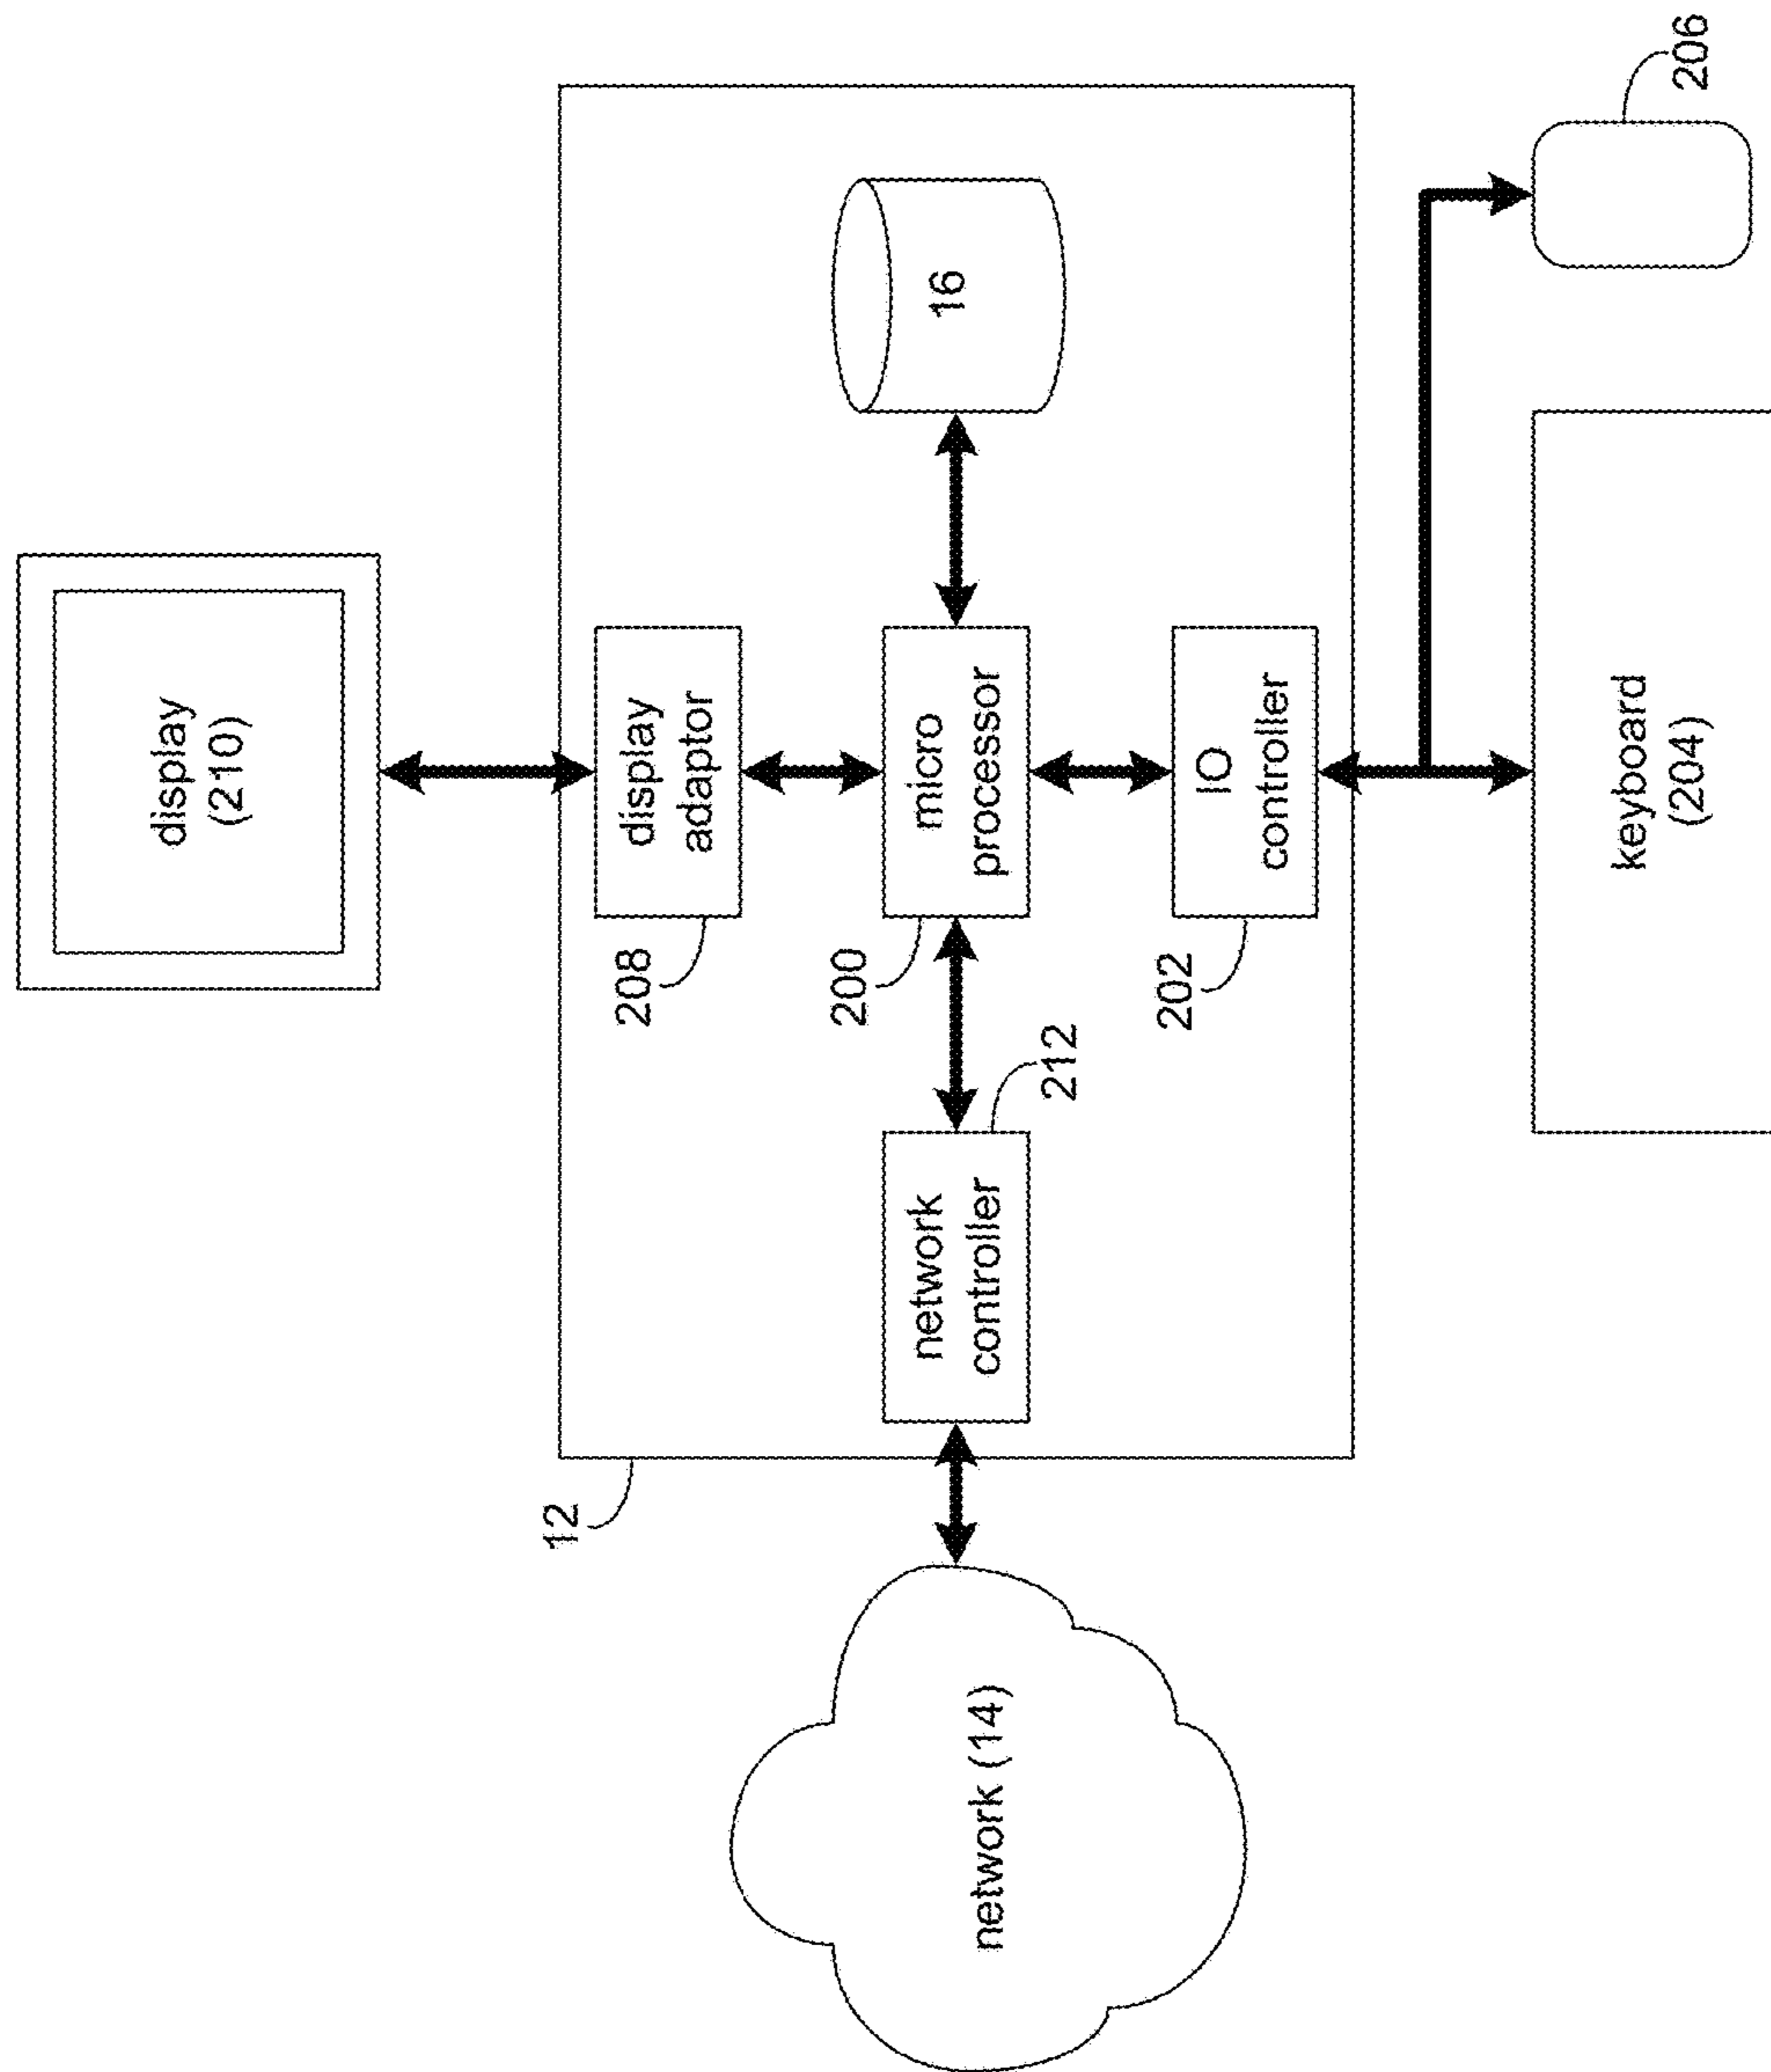 display
(210)
display
adaptor
208
micro
processor
200
16
network
controller
212
IO
controller
202
12
network (14)
keyboard
(204)
206